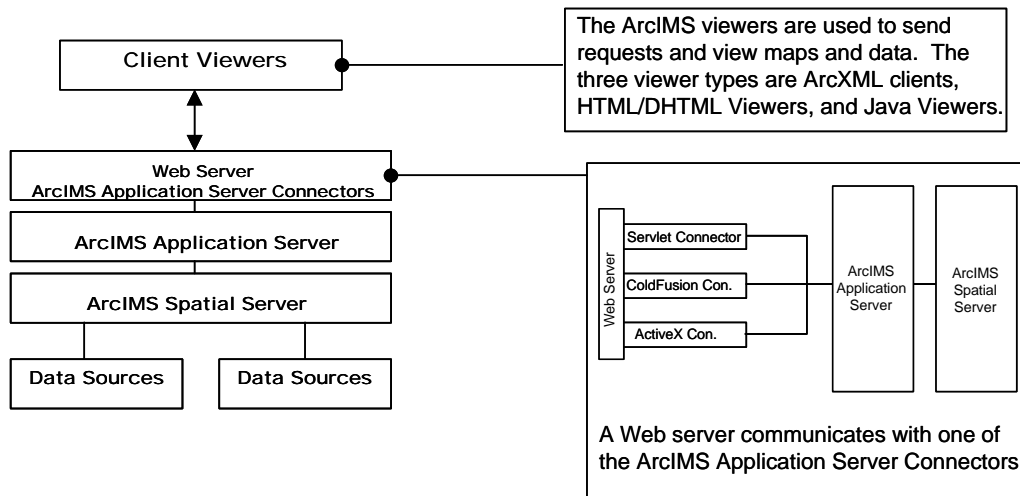 Client Viewers
The ArcIMS viewers are used to send
requests and view maps and data.  The
three viewer types are ArcXML clients,
HTML/DHTML Viewers, and Java Viewers.
Web Server
ArcIMS Application Server Connectors
ArcIMS Application Server
ArcIMS Spatial Server
Data Sources
Data Sources
Web Server
Servlet Connector
ColdFusion Con.
ActiveX Con.
ArcIMS
Application
Server
ArcIMS
Spatial
Server
A Web server communicates with one of
the ArcIMS Application Server Connectors